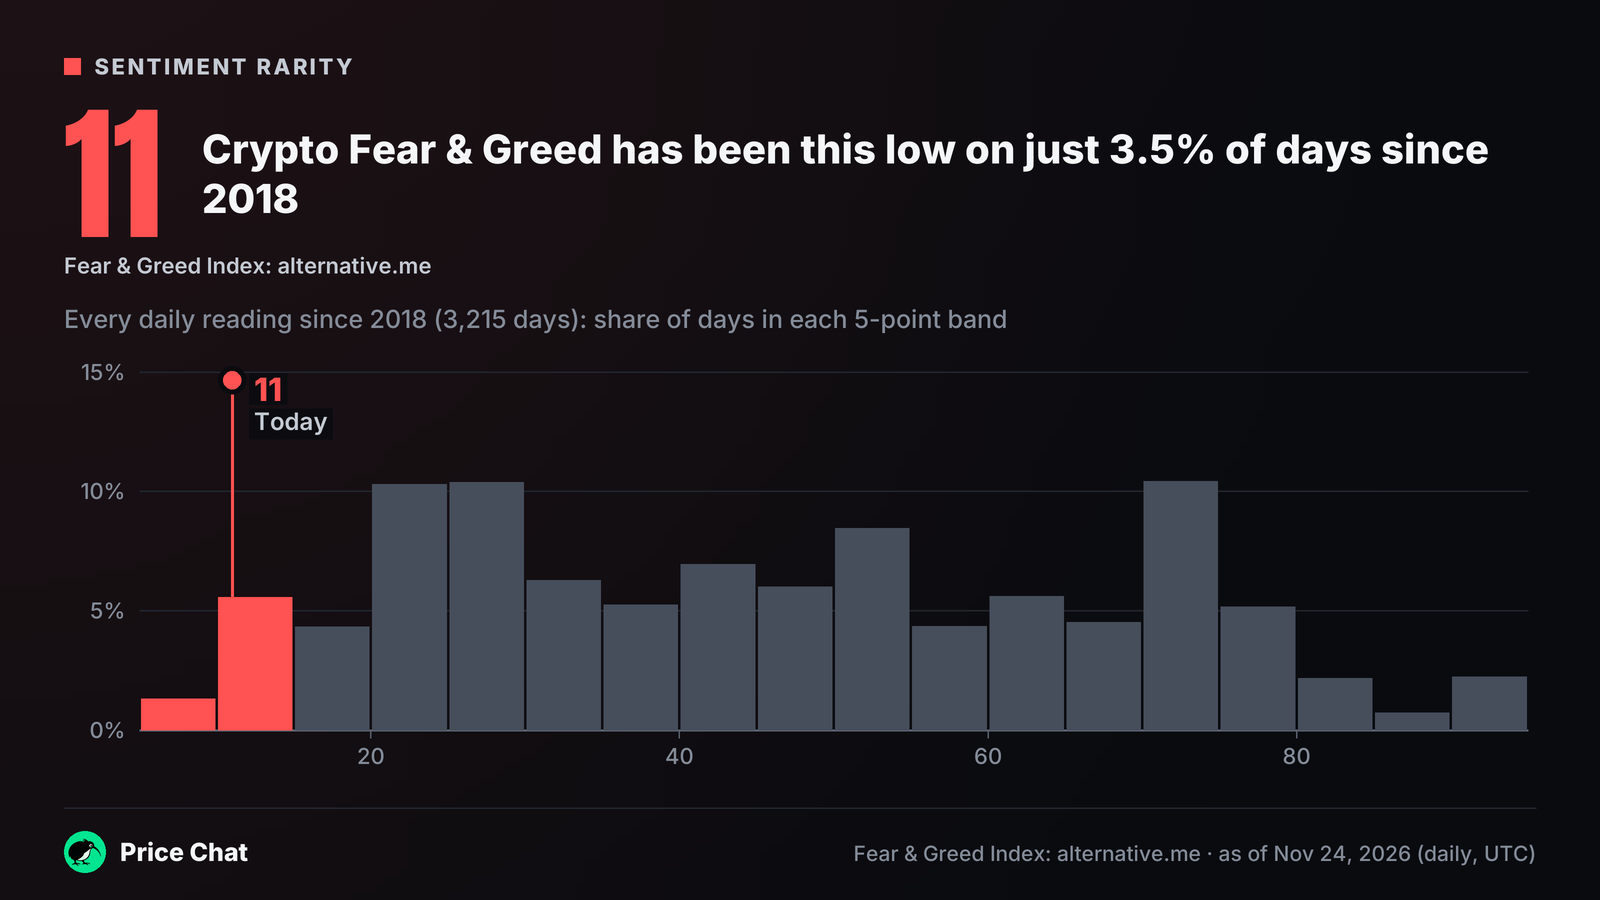 SENTIMENT RARITY
11
Crypto Fear & Greed has been this low on just 3.5% of days since
2018
Fear & Greed Index: alternative.me
Every daily reading since 2018 (3,215 days): share of days in each 5-point band
15%
11
Today
10%
5%
0%
20 40 60 80
Price Chat
Fear & Greed Index: alternative.me · as of Nov 24, 2026 (daily, UTC)